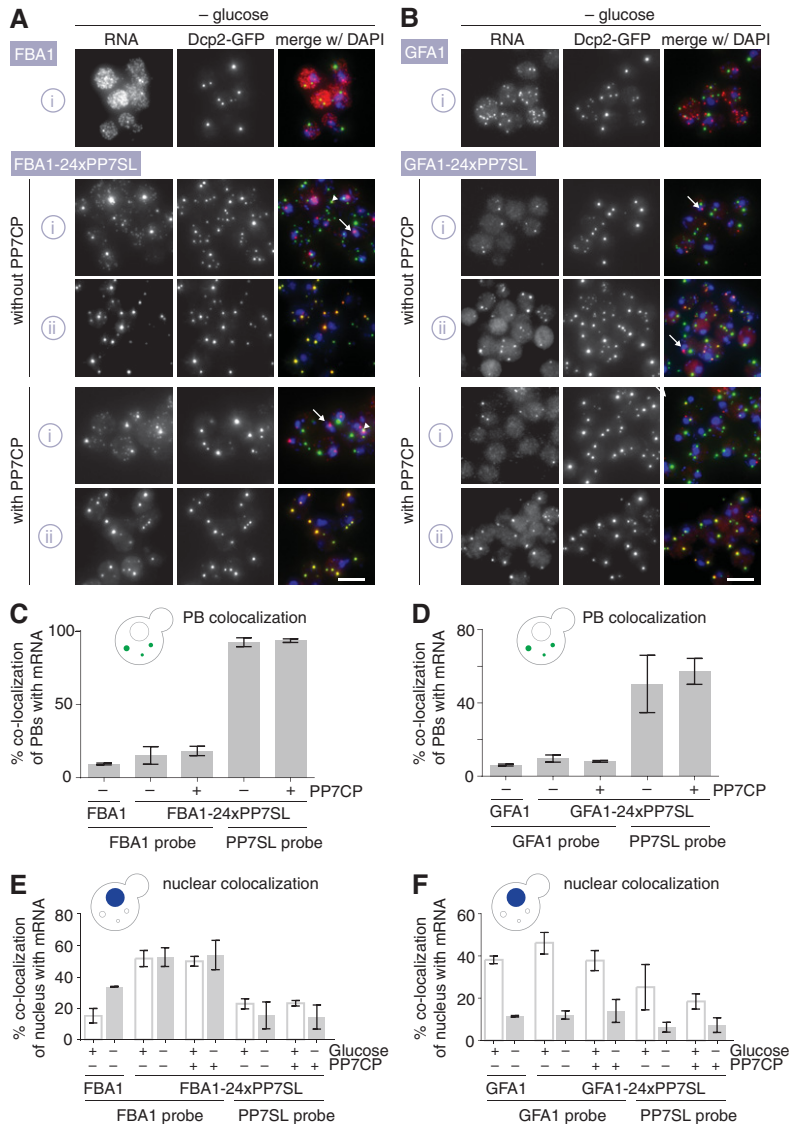 A
– glucose
RNA Dcp2-GFP merge w/ DAPI
FBA1
i
FBA1-24xPP7SL
without PP7CP
i
ii
with PP7CP
i
ii
B
– glucose
RNA Dcp2-GFP merge w/ DAPI
GFA1
i
GFA1-24xPP7SL
without PP7CP
i
ii
with PP7CP
i
ii
C
PB colocalization
% co-localization
of PBs with mRNA
100
50
0
– – + – + PP7CP
FBA1 FBA1-24xPP7SL
FBA1 probe PP7SL probe
D
PB colocalization
% co-localization
of PBs with mRNA
80
40
0
– – + – + PP7CP
GFA1 GFA1-24xPP7SL
GFA1 probe PP7SL probe
E
nuclear colocalization
% co-localization
of nucleus with mRNA
80
60
40
20
0
+ – + – + – + – + – Glucose
– – – – + + – – + + PP7CP
FBA1 FBA1-24xPP7SL
FBA1 probe PP7SL probe
F
nuclear colocalization
% co-localization
of nucleus with mRNA
60
40
20
0
+ – + – + – + – + – Glucose
– – – – + + – – + + PP7CP
GFA1 GFA1-24xPP7SL
GFA1 probe PP7SL probe